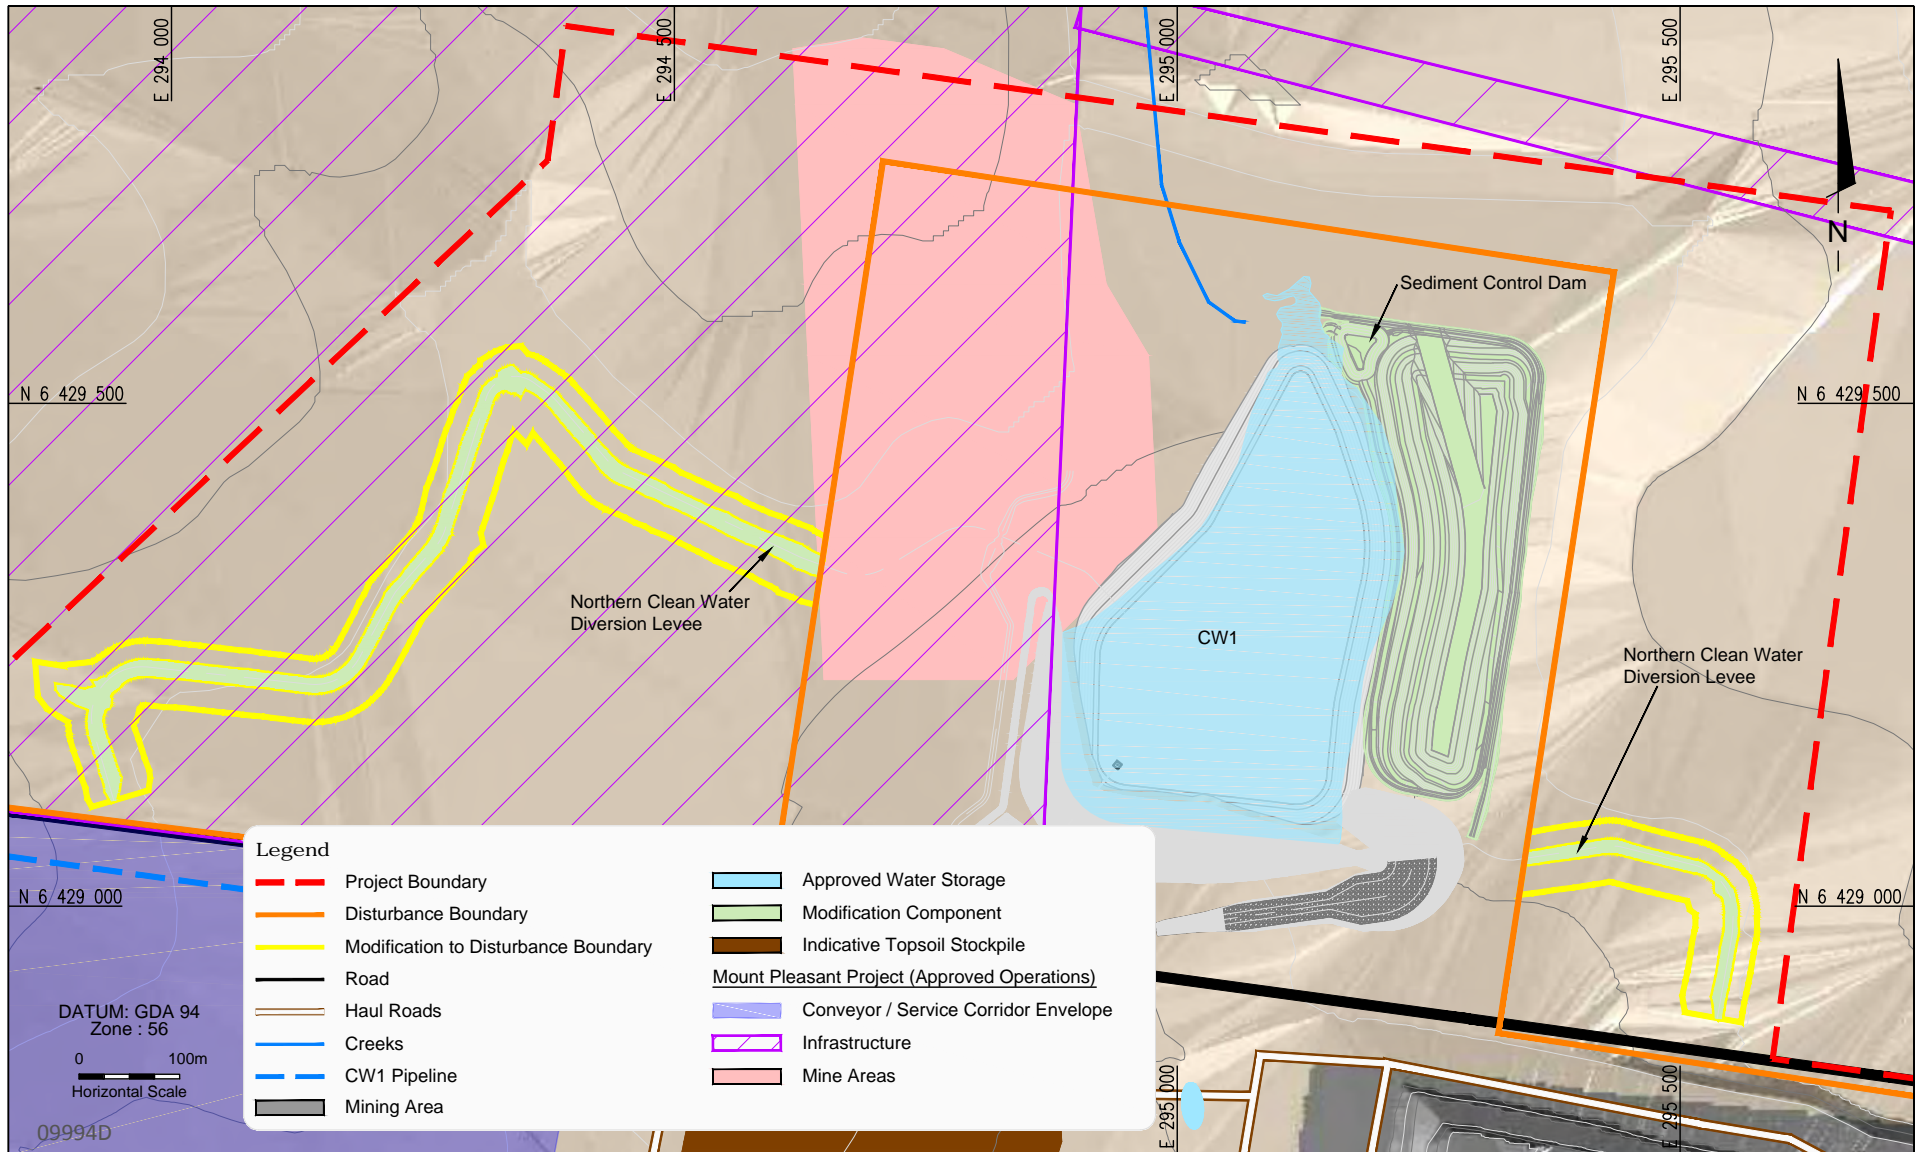 E 294 000
E 294 500
E 295 000
E 295 500
N
Sediment Control Dam
N 6 429 500
N 6 429 500
Northern Clean Water
Diversion Levee
CW1
Northern Clean Water
Diversion Levee
N 6 429 000
N 6 429 000
Legend
Project Boundary
Disturbance Boundary
Modification to Disturbance Boundary
Road
Haul Roads
Creeks
CW1 Pipeline
Mining Area
Approved Water Storage
Modification Component
Indicative Topsoil Stockpile
Mount Pleasant Project (Approved Operations)
Conveyor / Service Corridor Envelope
Infrastructure
Mine Areas
DATUM: GDA 94
Zone : 56
0 100m
Horizontal Scale
09994D
E 295 000
E 295 500